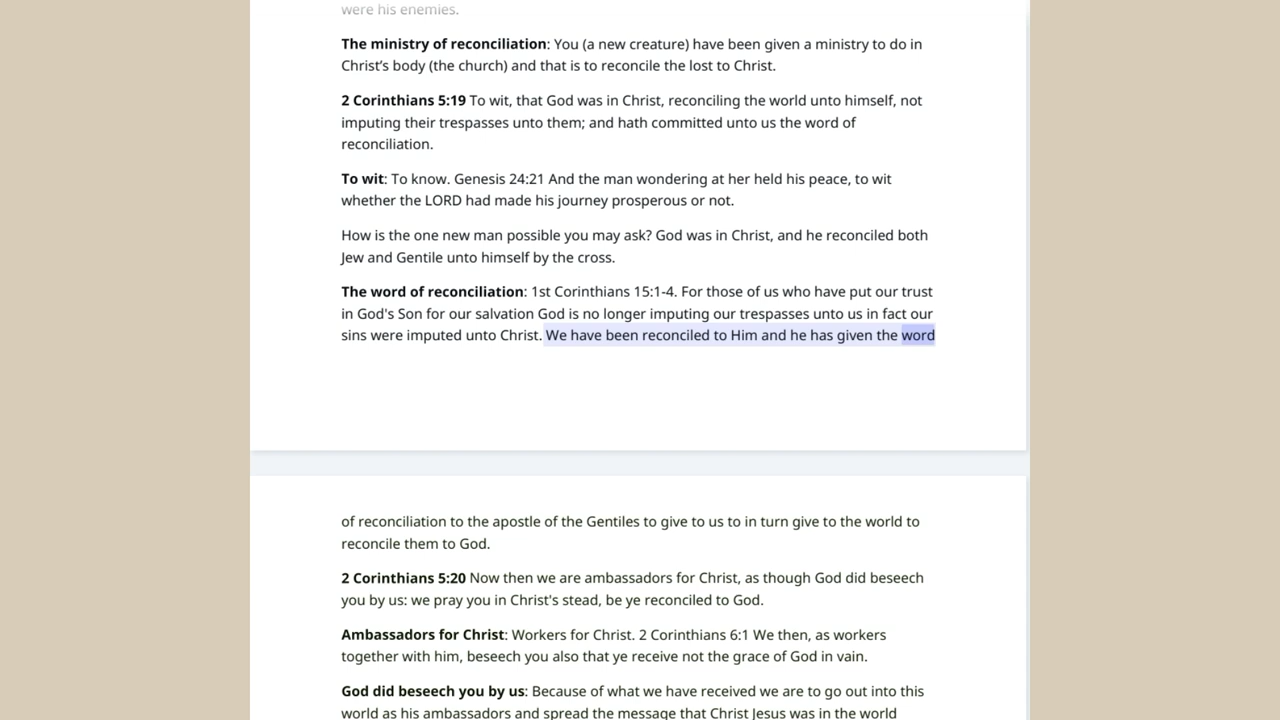 were his enemies.
The ministry of reconciliation: You (a new creature) have been given a ministry to do in
Christ’s body (the church) and that is to reconcile the lost to Christ.
2 Corinthians 5:19 To wit, that God was in Christ, reconciling the world unto himself, not
imputing their trespasses unto them; and hath committed unto us the word of
reconciliation.
To wit: To know. Genesis 24:21 And the man wondering at her held his peace, to wit
whether the LORD had made his journey prosperous or not.
How is the one new man possible you may ask? God was in Christ, and he reconciled both
Jew and Gentile unto himself by the cross.
The word of reconciliation: 1st Corinthians 15:1-4. For those of us who have put our trust
in God's Son for our salvation God is no longer imputing our trespasses unto us in fact our
sins were imputed unto Christ. We have been reconciled to Him and he has given the word
of reconciliation to the apostle of the Gentiles to give to us to in turn give to the world to
reconcile them to God.
2 Corinthians 5:20 Now then we are ambassadors for Christ, as though God did beseech
you by us: we pray you in Christ's stead, be ye reconciled to God.
Ambassadors for Christ: Workers for Christ. 2 Corinthians 6:1 We then, as workers
together with him, beseech you also that ye receive not the grace of God in vain.
God did beseech you by us: Because of what we have received we are to go out into this
world as his ambassadors and spread the message that Christ Jesus was in the world